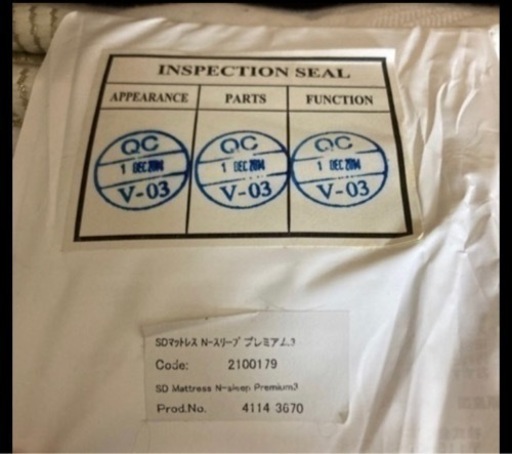 INSPECTION SEAL
APPEARANCE PARTS FUNCTION
QC QC QC
1 DEC 2014 1 DEC 2014 1 DEC 2014
V-03 V-03 V-03
SDマットレス N-スリープ プレミアム3
Code: 2100179
SD Mattress N-sleep Premium3
Prod.No. 4114 3670